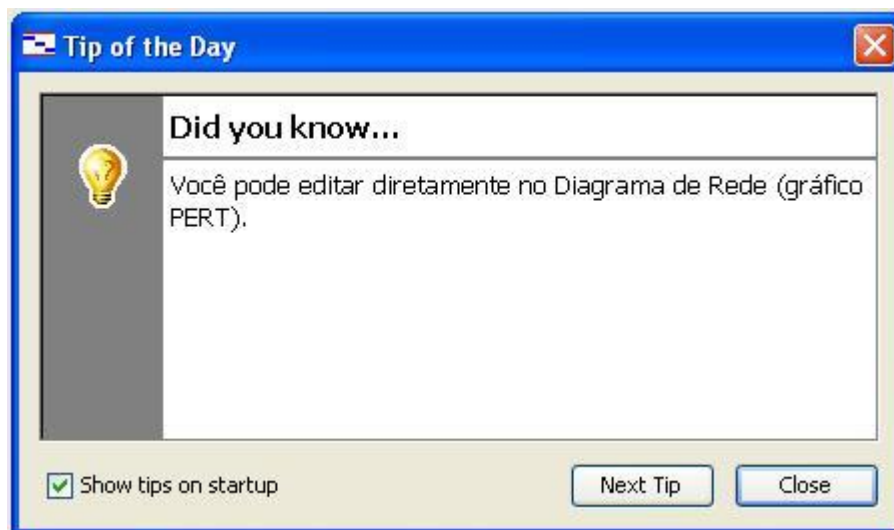 Tip of the Day
Did you know...
Você pode editar diretamente no Diagrama de Rede (gráfico
PERT).
Show tips on startup
Next Tip
Close